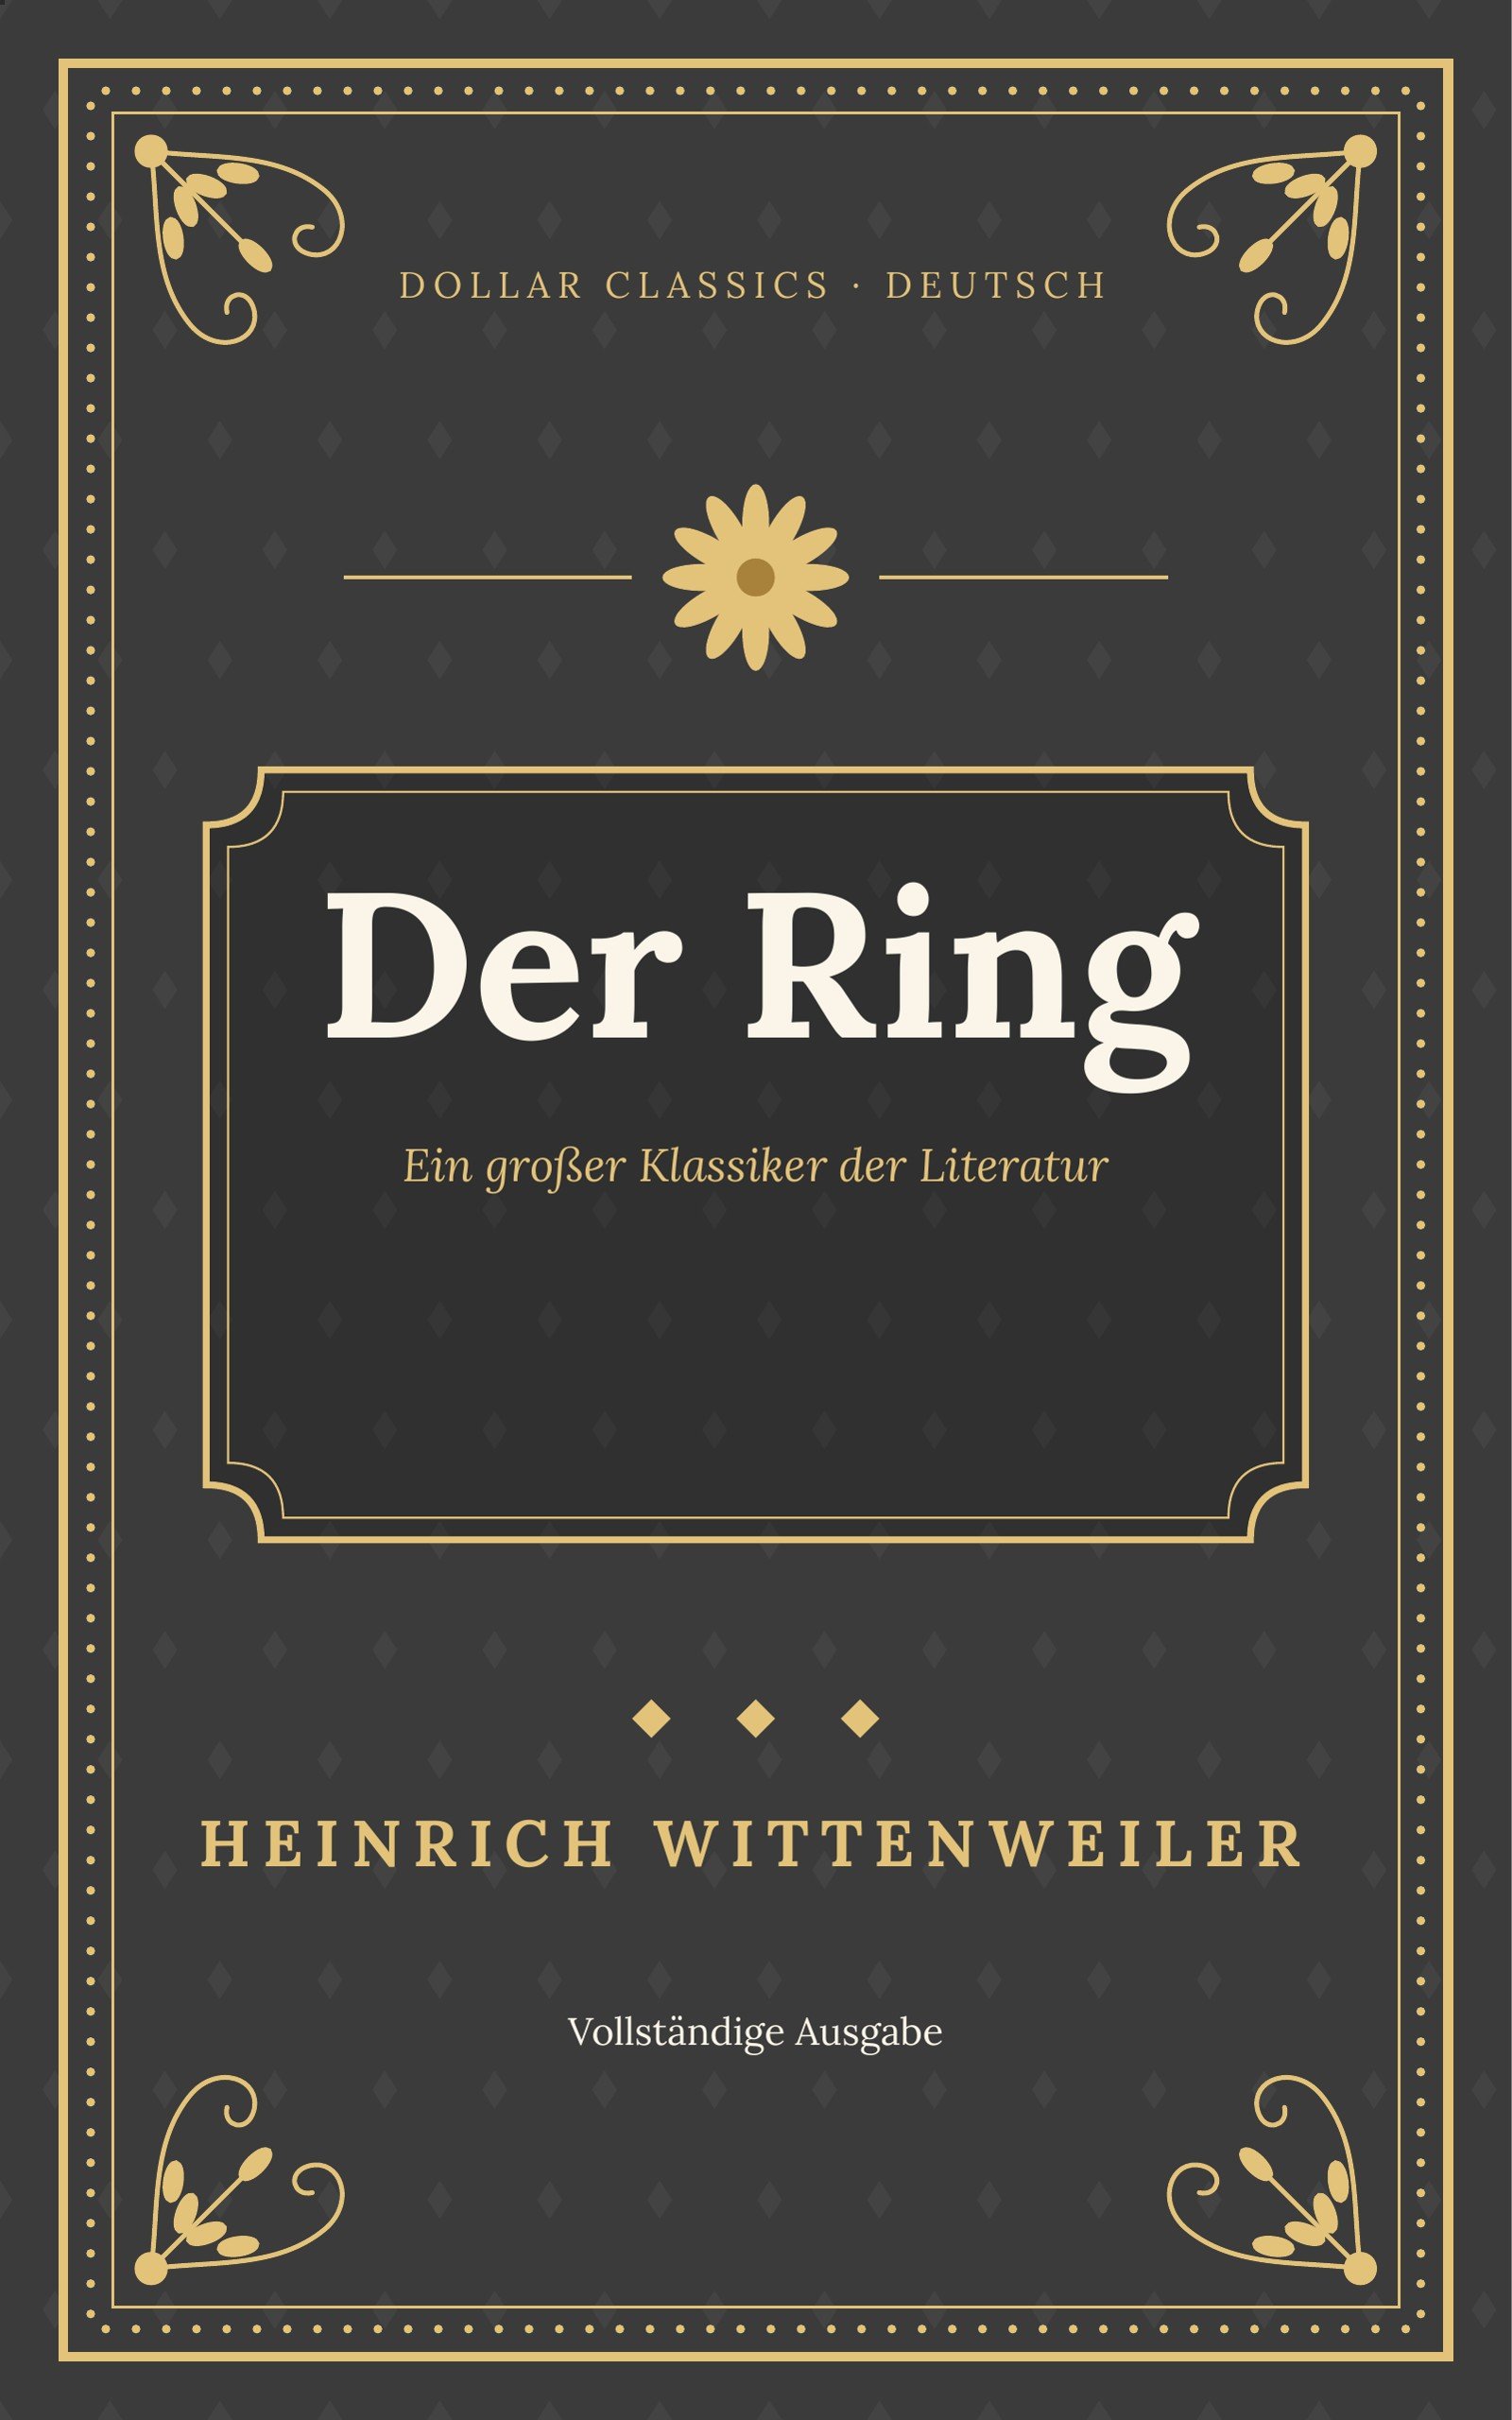 DOLLAR CLASSICS · DEUTSCH
Der Ring
Ein großer Klassiker der Literatur
HEINRICH WITTENWEILER
Vollständige Ausgabe